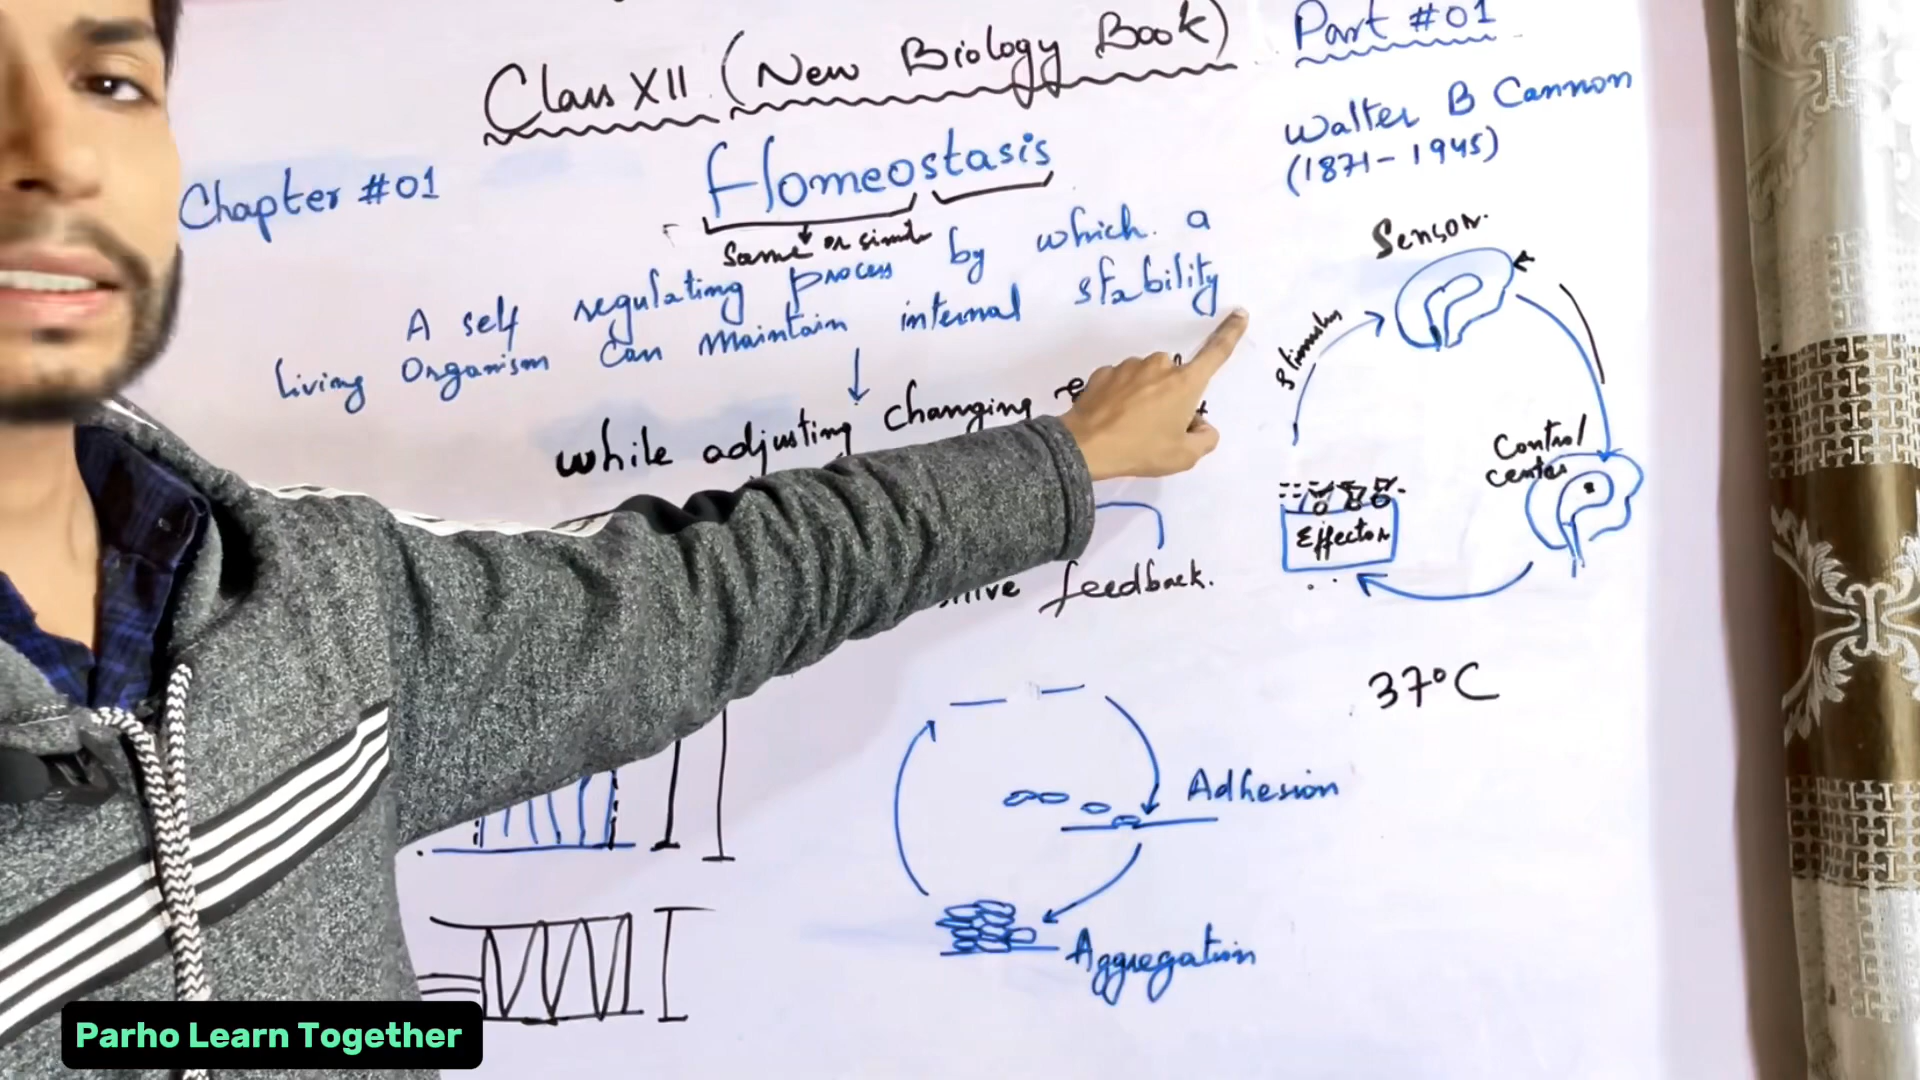 Class XII (New Biology Book)
Part #01
Walter B Cannon
(1871-1945)
Chapter #01
Homeostasis
Same or
A self regulating process by which a
living Organism Can Maintain internal stability
while adjusting changing
feedback.
Sensor
Stimulus
Control
center
Effector
37°C
Adhesion
Aggregation
Parho Learn Together